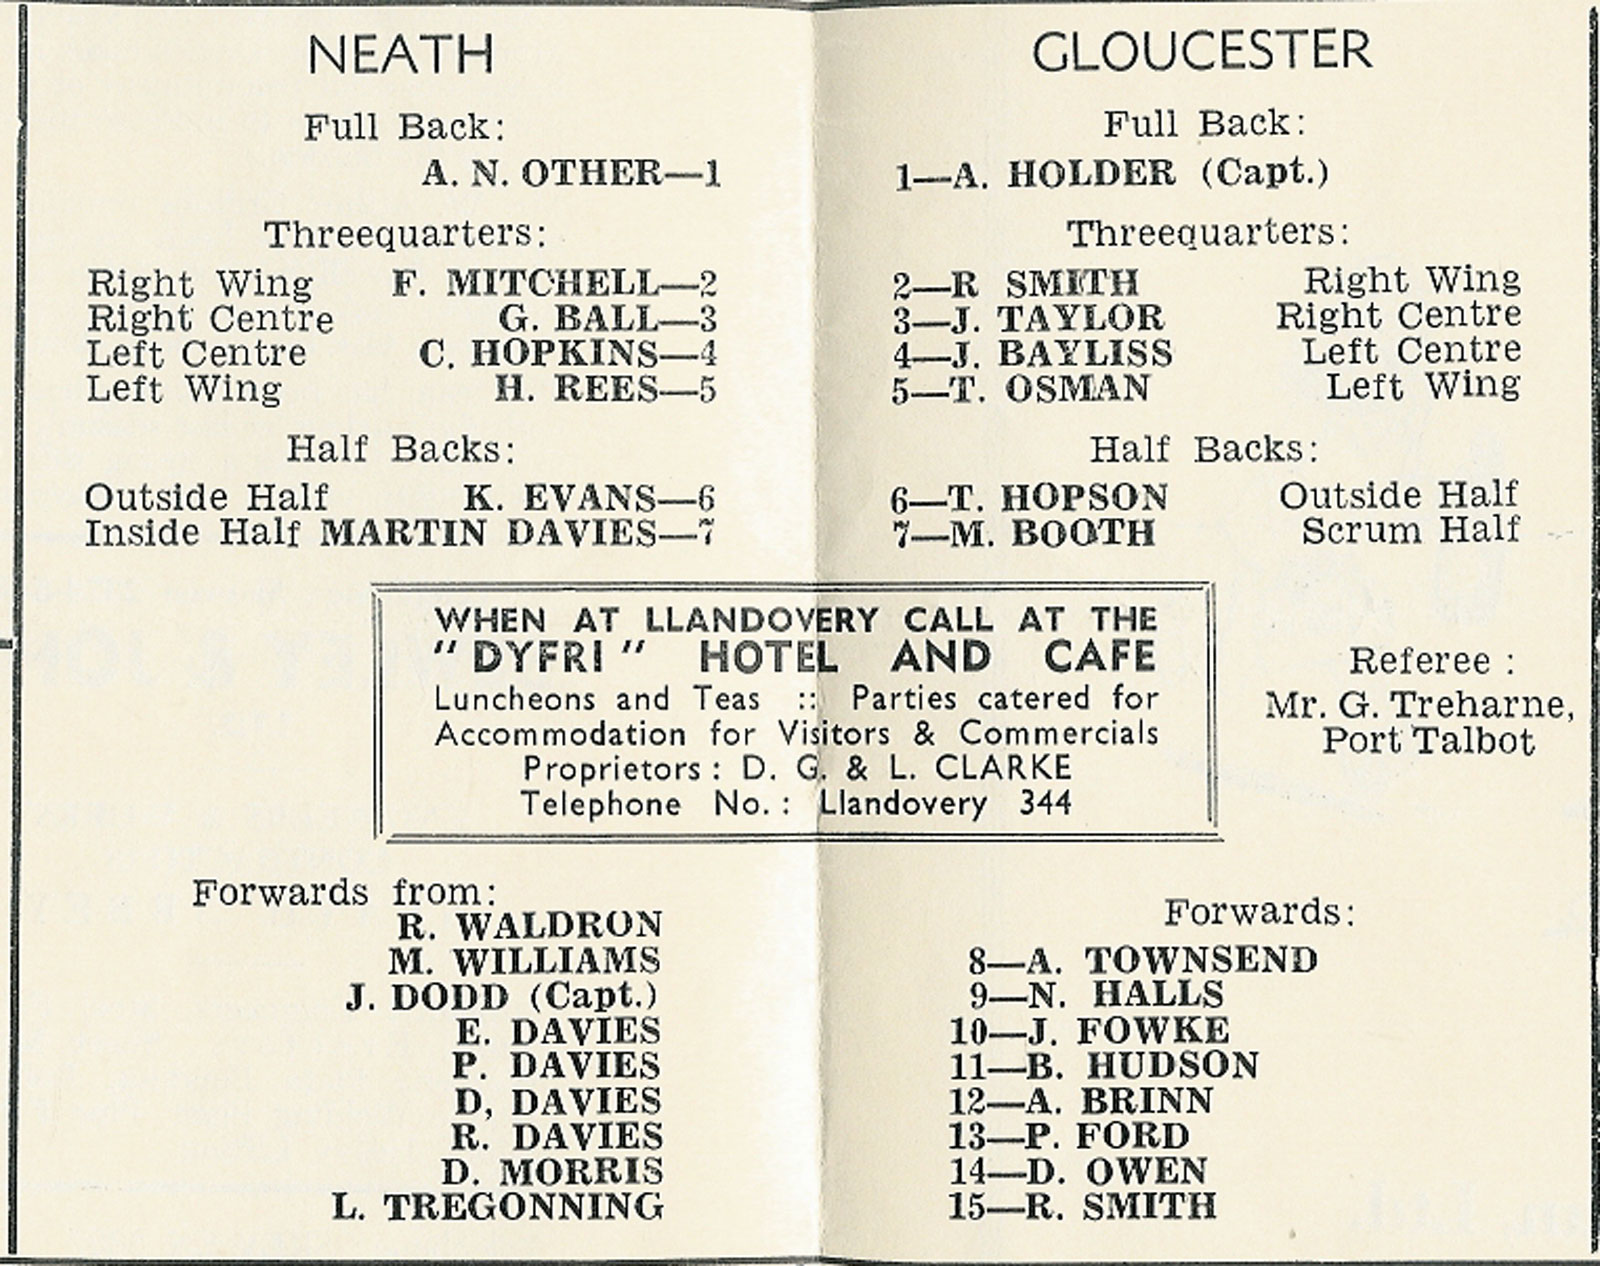 NEATH
Full Back:
A. N. OTHER—1
Threequarters:
Right Wing F. MITCHELL—2
Right Centre G. BALL—3
Left Centre C. HOPKINS—4
Left Wing H. REES—5
Half Backs:
Outside Half K. EVANS—6
Inside Half MARTIN DAVIES—7
GLOUCESTER
Full Back:
1—A. HOLDER (Capt.)
Threequarters:
2—R SMITH Right Wing
3—J. TAYLOR Right Centre
4—J. BAYLISS Left Centre
5—T. OSMAN Left Wing
Half Backs:
6—T. HOPSON Outside Half
7—M. BOOTH Scrum Half
WHEN AT LLANDOVERY CALL AT THE
"DYFRI" HOTEL AND CAFE
Luncheons and Teas :: Parties catered for
Accommodation for Visitors & Commercials
Proprietors: D. G. & L. CLARKE
Telephone No.: Llandovery 344
Referee :
Mr. G. Treharne,
Port Talbot
Forwards from:
R. WALDRON
M. WILLIAMS
J. DODD (Capt.)
E. DAVIES
P. DAVIES
D, DAVIES
R. DAVIES
D. MORRIS
L. TREGONNING
Forwards:
8—A. TOWNSEND
9—N. HALLS
10—J. FOWKE
11—B. HUDSON
12—A. BRINN
13—P. FORD
14—D. OWEN
15—R. SMITH